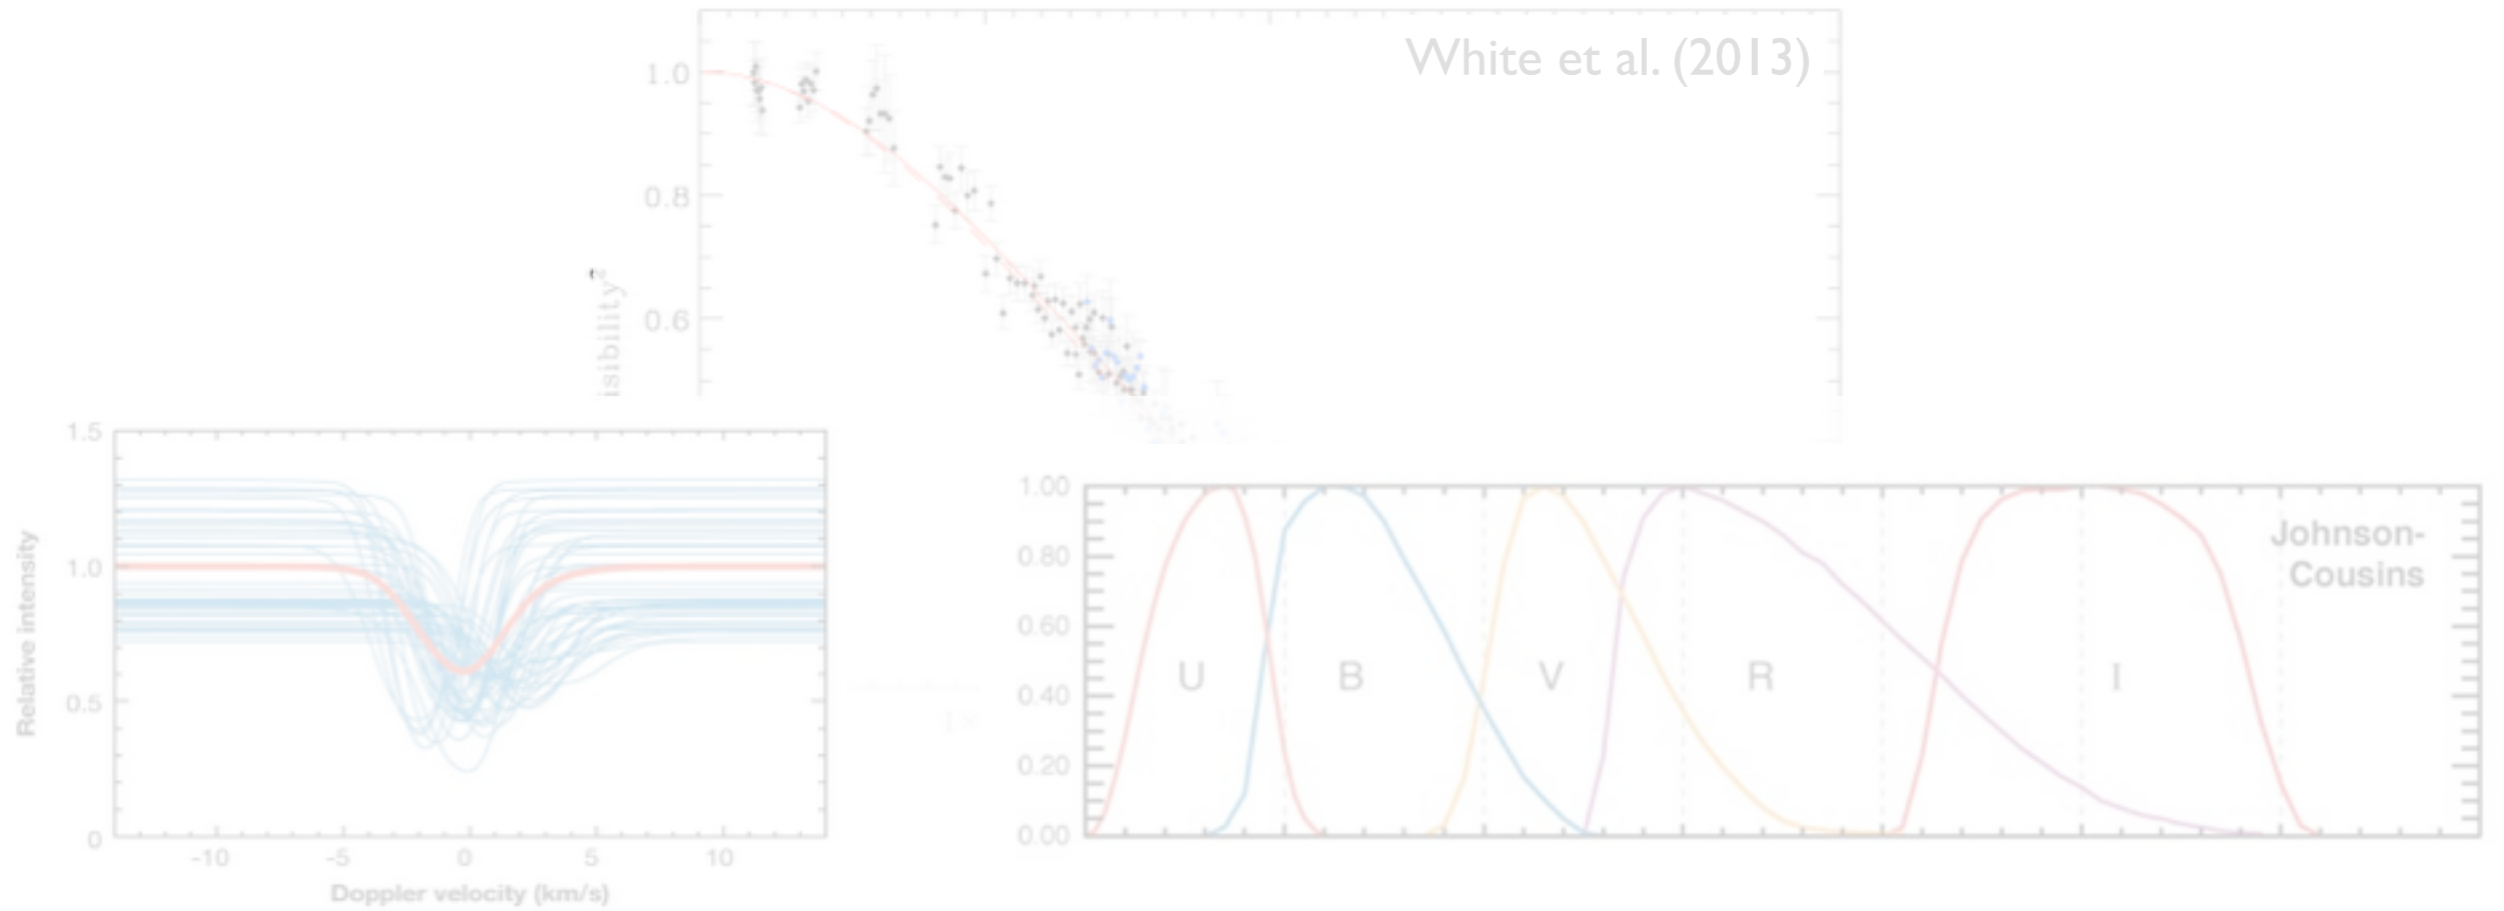 White et al. (2013)
1.0
0.8
0.6
isibility²
1.5
1.0
0.5
0
-10 -5 0 5 10
Relative intensity
Doppler velocity (km/s)
1.00
0.80
0.60
0.40
0.20
0.00
U B V R I
Johnson-
Cousins